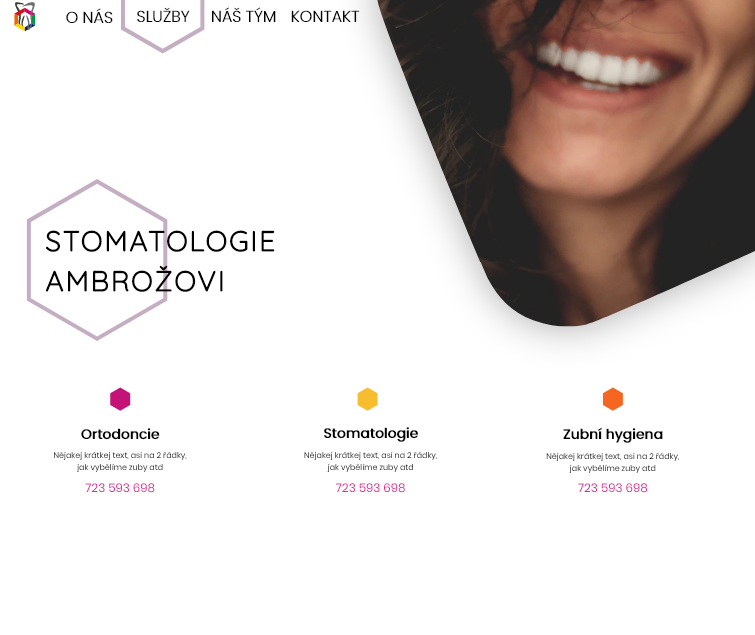 O NÁS SLUŽBY NÁŠ TÝM KONTAKT
STOMATOLOGIE
AMBROŽOVI
Ortodoncie
Nějakej krátkej text, asi na 2 řádky,
jak vybělíme zuby atd
723 593 698
Stomatologie
Nějakej krátkej text, asi na 2 řádky,
jak vybělíme zuby atd
723 593 698
Zubní hygiena
Nějakej krátkej text, asi na 2 řádky,
jak vybělíme zuby atd
723 593 698